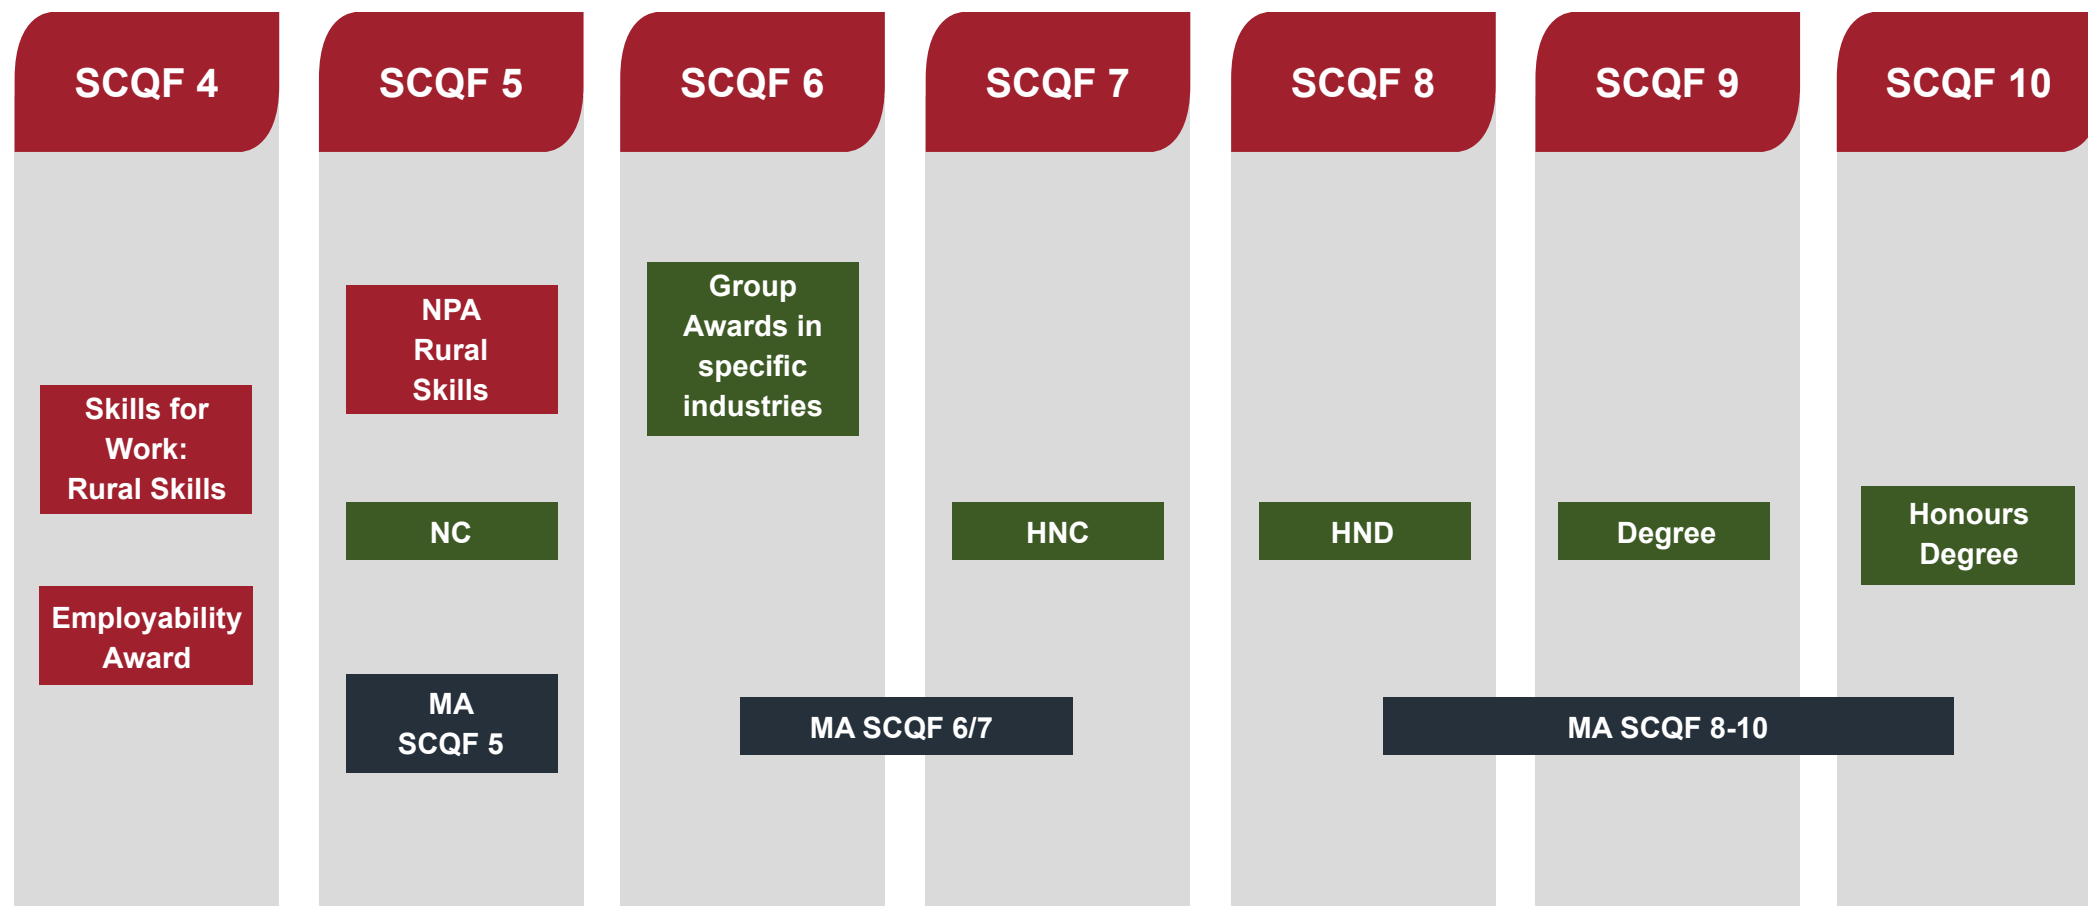 SCQF 4
SCQF 5
SCQF 6
SCQF 7
SCQF 8
SCQF 9
SCQF 10
Skills for
Work:
Rural Skills
Employability
Award
NPA
Rural
Skills
NC
MA
SCQF 5
Group
Awards in
specific
industries
MA SCQF 6/7
HNC
HND
Degree
Honours
Degree
MA SCQF 8-10